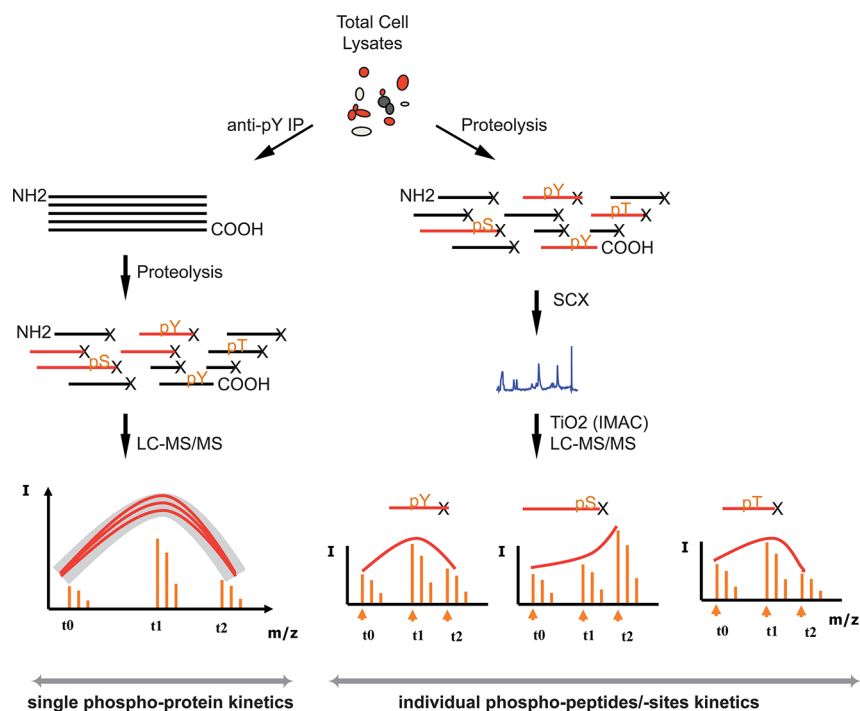 Total Cell
Lysates
anti-pY IP
Proteolysis
NH2
COOH
Proteolysis
NH2
X
X
X
pY
pT
X
X
X
pS
X
X
X
pY
X
COOH
LC-MS/MS
I
t0
t1
t2
m/z
single phospho-protein kinetics
NH2
X
pY
X
X
X
X
pT
X
pS
X
X
X
X
pY
COOH
SCX
TiO2 (IMAC)
LC-MS/MS
pY
X
I
t0
t1
t2
pS
X
I
t0
t1
t2
pT
X
I
t0
t1
t2
m/z
individual phospho-peptides/-sites kinetics